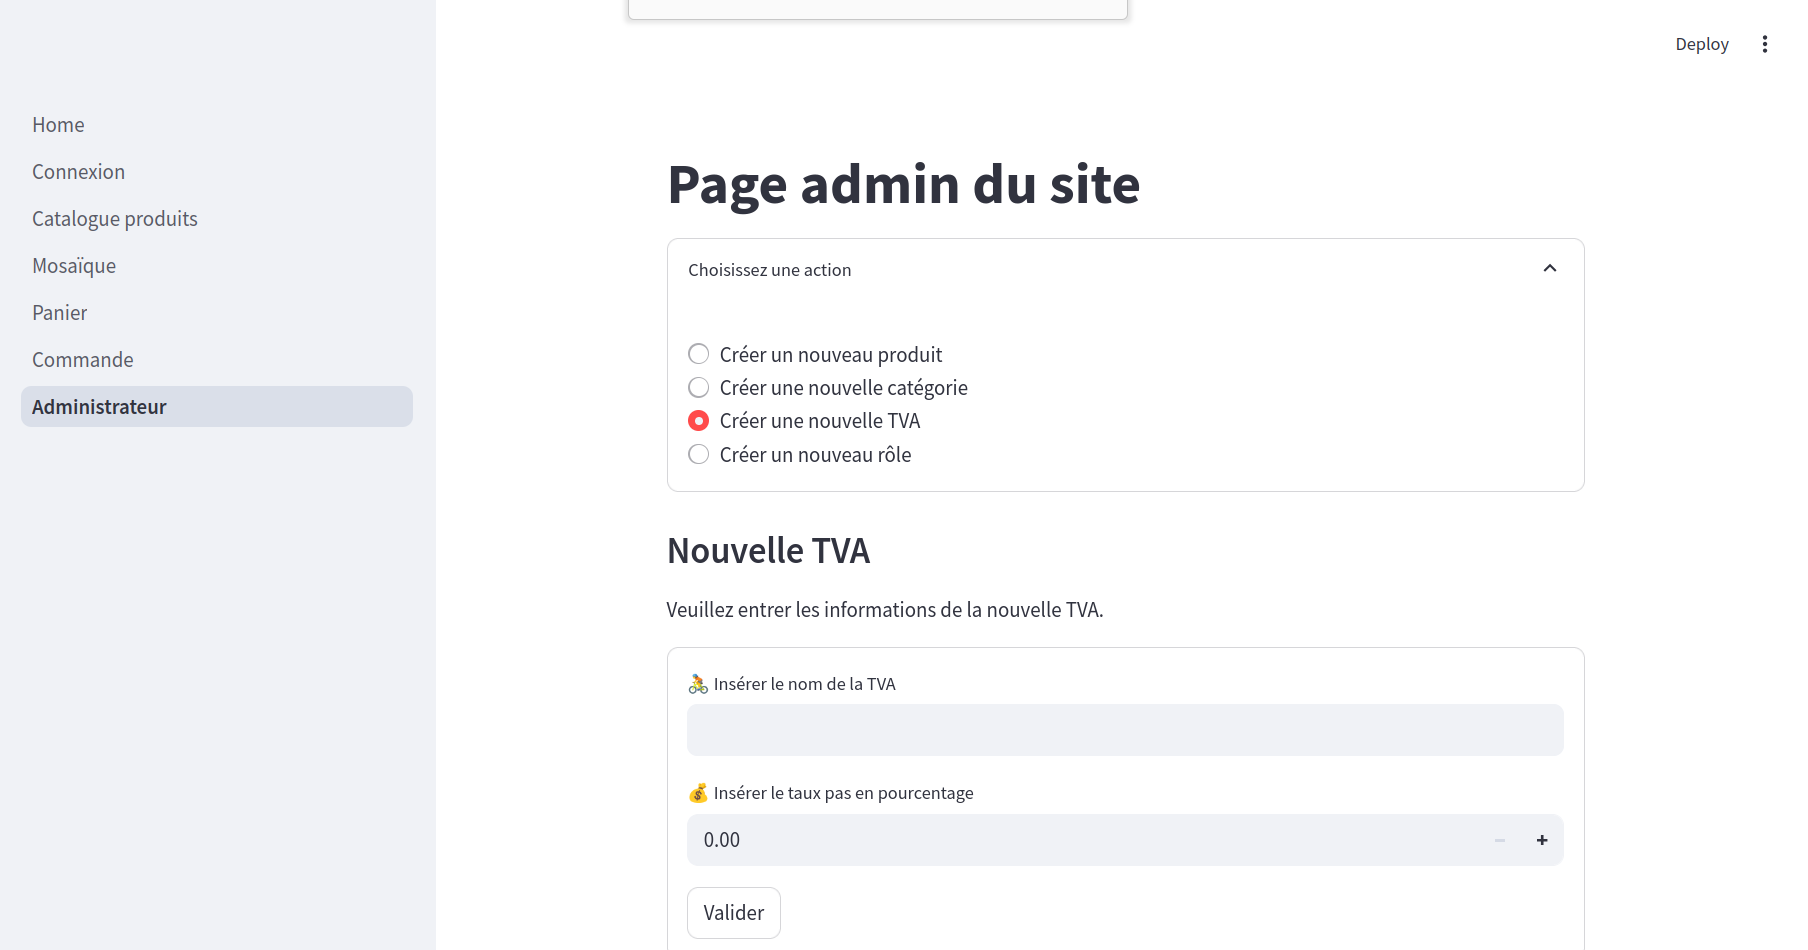 Deploy
Home
Connexion
Catalogue produits
Mosaïque
Panier
Commande
Administrateur
Page admin du site
Choisissez une action
Créer un nouveau produit
Créer une nouvelle catégorie
Créer une nouvelle TVA
Créer un nouveau rôle
Nouvelle TVA
Veuillez entrer les informations de la nouvelle TVA.
🚴 Insérer le nom de la TVA
💰 Insérer le taux pas en pourcentage
0.00
Valider